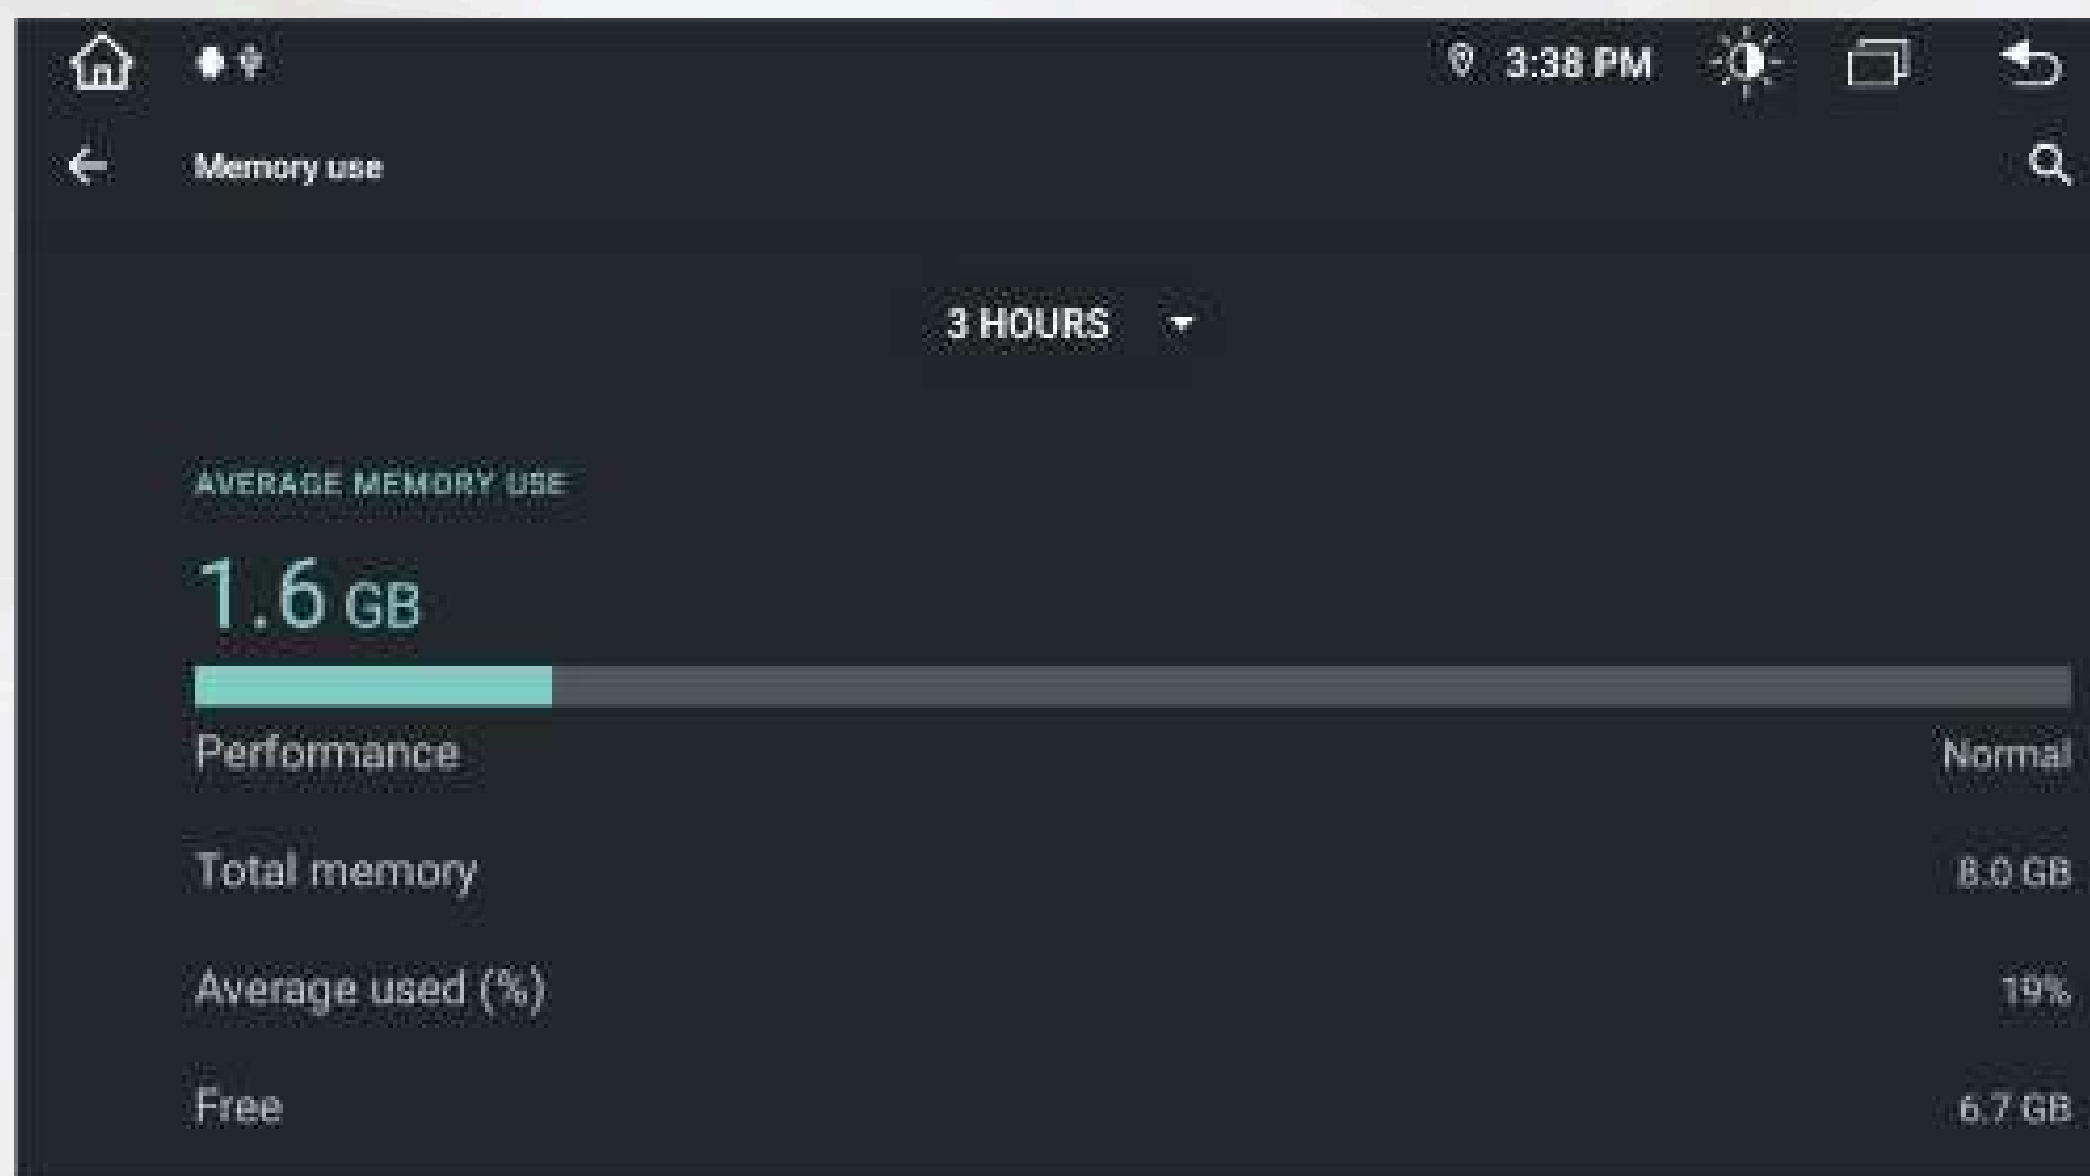 3:38 PM
Memory use
3 HOURS
AVERAGE MEMORY USE
1.6 GB
Performance Normal
Total memory 8.0 GB
Average used (%) 19%
Free 6.7 GB